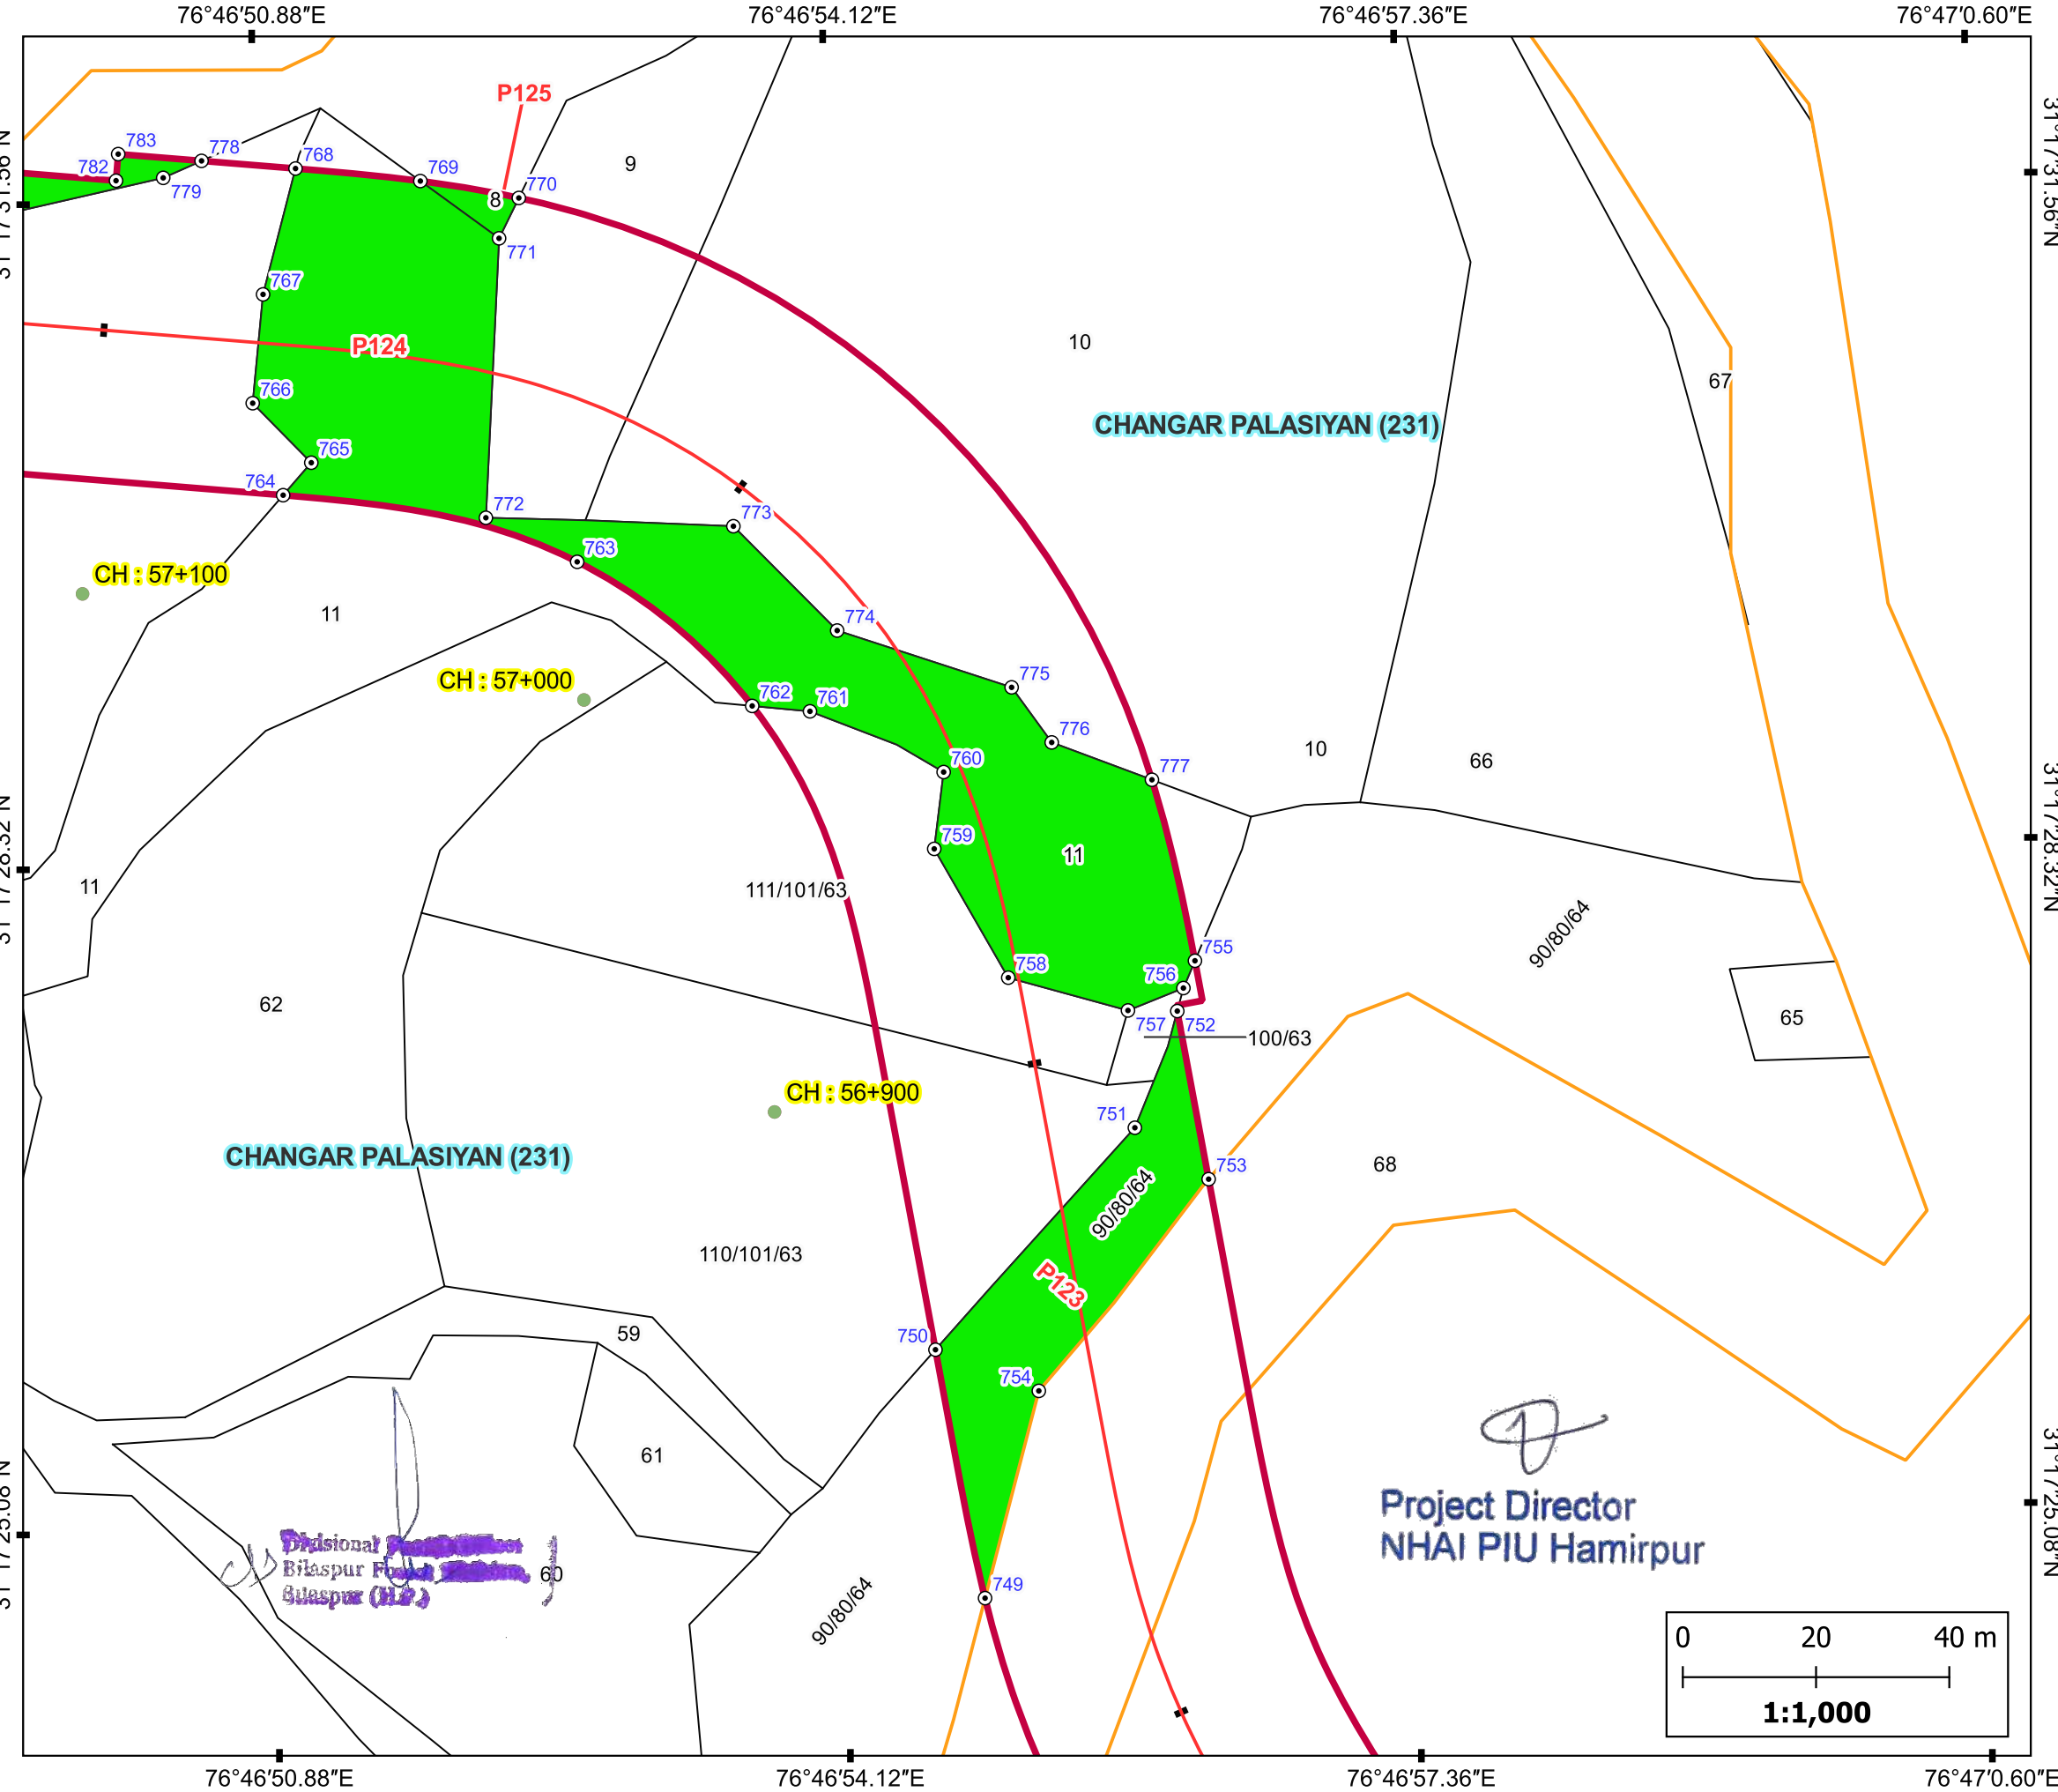 76°46′50.88″E
76°46′54.12″E
76°46′57.36″E
76°47′0.60″E
P125
783
778
768
769
770
9
782
779
8
771
31°17′31.56″N
767
P124
10
67
766
CHANGAR PALASIYAN (231)
765
764
772
773
763
CH : 57+100
11
774
CH : 57+000
775
762
761
776
10
66
760
777
759
11
31°17′28.32″N
11
111/101/63
90/80/64
755
62
758
756
65
757
752
100/63
CH : 56+900
751
CHANGAR PALASIYAN (231)
753
68
90/80/64
110/101/63
P123
59
750
754
61
Project Director
NHAI PIU Hamirpur
31°17′25.08″N
Divisional
Bilaspur Forest
Bilaspur (H.P.)
60
749
90/80/64
0 20 40 m
1:1,000
76°46′50.88″E
76°46′54.12″E
76°46′57.36″E
76°47′0.60″E